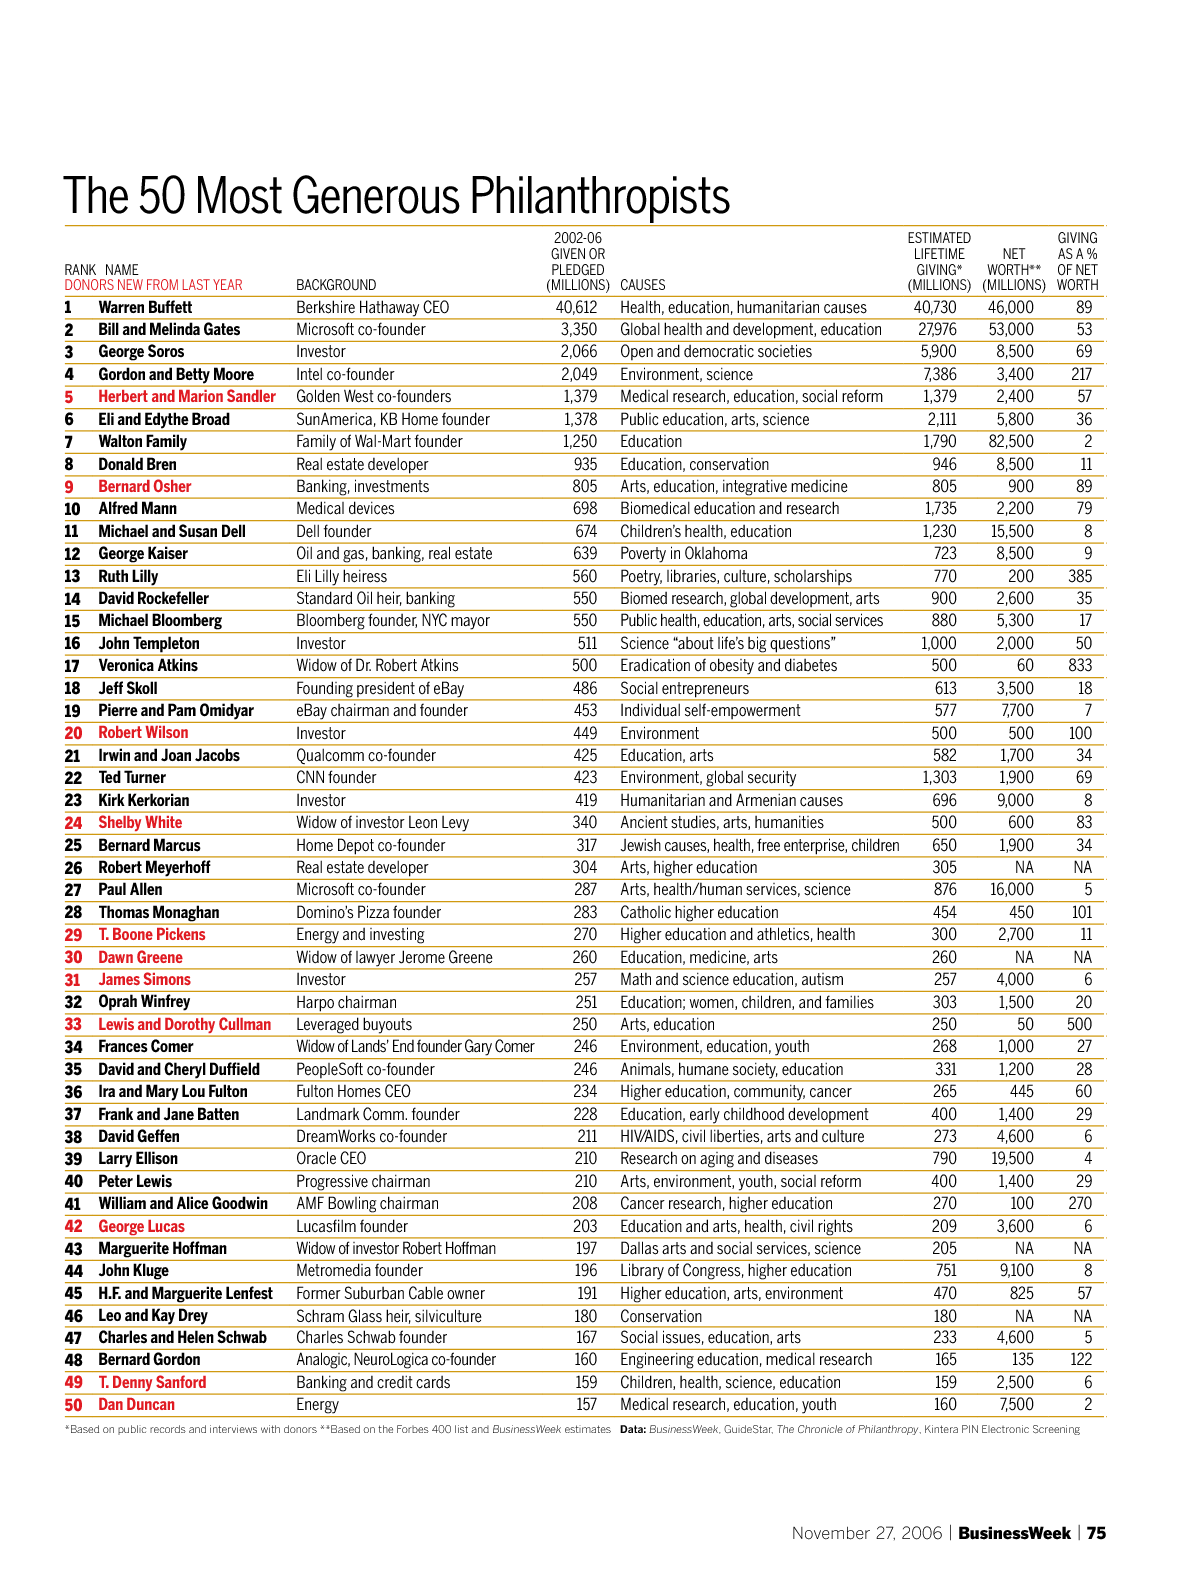 The 50 Most Generous Philanthropists
RANK NAME
DONORS NEW FROM LAST YEAR BACKGROUND 2002-06 GIVEN OR PLEDGED (MILLIONS) CAUSES ESTIMATED LIFETIME GIVING* (MILLIONS) NET WORTH** (MILLIONS) GIVING AS A % OF NET WORTH
1 Warren Buffett Berkshire Hathaway CEO 40,612 Health, education, humanitarian causes 40,730 46,000 89
2 Bill and Melinda Gates Microsoft co-founder 3,350 Global health and development, education 27,976 53,000 53
3 George Soros Investor 2,066 Open and democratic societies 5,900 8,500 69
4 Gordon and Betty Moore Intel co-founder 2,049 Environment, science 7,386 3,400 217
5 Herbert and Marion Sandler Golden West co-founders 1,379 Medical research, education, social reform 1,379 2,400 57
6 Eli and Edythe Broad SunAmerica, KB Home founder 1,378 Public education, arts, science 2,111 5,800 36
7 Walton Family Family of Wal-Mart founder 1,250 Education 1,790 82,500 2
8 Donald Bren Real estate developer 935 Education, conservation 946 8,500 11
9 Bernard Osher Banking, investments 805 Arts, education, integrative medicine 805 900 89
10 Alfred Mann Medical devices 698 Biomedical education and research 1,735 2,200 79
11 Michael and Susan Dell Dell founder 674 Children's health, education 1,230 15,500 8
12 George Kaiser Oil and gas, banking, real estate 639 Poverty in Oklahoma 723 8,500 9
13 Ruth Lilly Eli Lilly heiress 560 Poetry, libraries, culture, scholarships 770 200 385
14 David Rockefeller Standard Oil heir, banking 550 Biomed research, global development, arts 900 2,600 35
15 Michael Bloomberg Bloomberg founder, NYC mayor 550 Public health, education, arts, social services 880 5,300 17
16 John Templeton Investor 511 Science “about life's big questions” 1,000 2,000 50
17 Veronica Atkins Widow of Dr. Robert Atkins 500 Eradication of obesity and diabetes 500 60 833
18 Jeff Skoll Founding president of eBay 486 Social entrepreneurs 613 3,500 18
19 Pierre and Pam Omidyar eBay chairman and founder 453 Individual self-empowerment 577 7,700 7
20 Robert Wilson Investor 449 Environment 500 500 100
21 Irwin and Joan Jacobs Qualcomm co-founder 425 Education, arts 582 1,700 34
22 Ted Turner CNN founder 423 Environment, global security 1,303 1,900 69
23 Kirk Kerkorian Investor 419 Humanitarian and Armenian causes 696 9,000 8
24 Shelby White Widow of investor Leon Levy 340 Ancient studies, arts, humanities 500 600 83
25 Bernard Marcus Home Depot co-founder 317 Jewish causes, health, free enterprise, children 650 1,900 34
26 Robert Meyerhoff Real estate developer 304 Arts, higher education 305 NA NA
27 Paul Allen Microsoft co-founder 287 Arts, health/human services, science 876 16,000 5
28 Thomas Monaghan Domino's Pizza founder 283 Catholic higher education 454 450 101
29 T. Boone Pickens Energy and investing 270 Higher education and athletics, health 300 2,700 11
30 Dawn Greene Widow of lawyer Jerome Greene 260 Education, medicine, arts 260 NA NA
31 James Simons Investor 257 Math and science education, autism 257 4,000 6
32 Oprah Winfrey Harpo chairman 251 Education; women, children, and families 303 1,500 20
33 Lewis and Dorothy Cullman Leveraged buyouts 250 Arts, education 250 50 500
34 Frances Comer Widow of Lands' End founder Gary Comer 246 Environment, education, youth 268 1,000 27
35 David and Cheryl Duffield PeopleSoft co-founder 246 Animals, humane society, education 331 1,200 28
36 Ira and Mary Lou Fulton Fulton Homes CEO 234 Higher education, community, cancer 265 445 60
37 Frank and Jane Batten Landmark Comm. founder 228 Education, early childhood development 400 1,400 29
38 David Geffen DreamWorks co-founder 211 HIV/AIDS, civil liberties, arts and culture 273 4,600 6
39 Larry Ellison Oracle CEO 210 Research on aging and diseases 790 19,500 4
40 Peter Lewis Progressive chairman 210 Arts, environment, youth, social reform 400 1,400 29
41 William and Alice Goodwin AMF Bowling chairman 208 Cancer research, higher education 270 100 270
42 George Lucas Lucasfilm founder 203 Education and arts, health, civil rights 209 3,600 6
43 Marguerite Hoffman Widow of investor Robert Hoffman 197 Dallas arts and social services, science 205 NA NA
44 John Kluge Metromedia founder 196 Library of Congress, higher education 751 9,100 8
45 H.F. and Marguerite Lenfest Former Suburban Cable owner 191 Higher education, arts, environment 470 825 57
46 Leo and Kay Drey Schram Glass heir, silviculture 180 Conservation 180 NA NA
47 Charles and Helen Schwab Charles Schwab founder 167 Social issues, education, arts 233 4,600 5
48 Bernard Gordon Analogic, NeuroLogica co-founder 160 Engineering education, medical research 165 135 122
49 T. Denny Sanford Banking and credit cards 159 Children, health, science, education 159 2,500 6
50 Dan Duncan Energy 157 Medical research, education, youth 160 7,500 2
*Based on public records and interviews with donors **Based on the Forbes 400 list and BusinessWeek estimates Data: BusinessWeek, GuideStar, The Chronicle of Philanthropy, Kintera PIN Electronic Screening
November 27, 2006 | BusinessWeek | 75